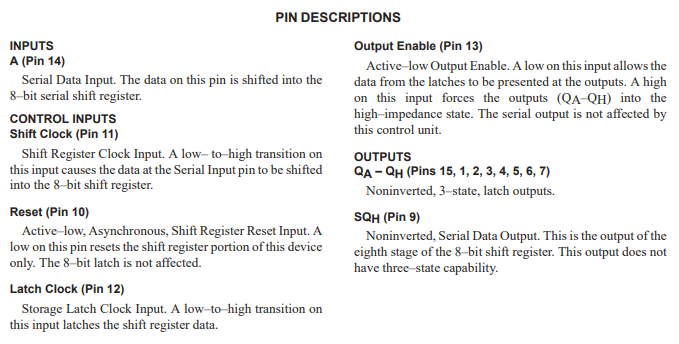 PIN DESCRIPTIONS
INPUTS
A (Pin 14)
Serial Data Input. The data on this pin is shifted into the
8–bit serial shift register.
CONTROL INPUTS
Shift Clock (Pin 11)
Shift Register Clock Input. A low– to–high transition on
this input causes the data at the Serial Input pin to be shifted
into the 8–bit shift register.
Reset (Pin 10)
Active–low, Asynchronous, Shift Register Reset Input. A
low on this pin resets the shift register portion of this device
only. The 8–bit latch is not affected.
Latch Clock (Pin 12)
Storage Latch Clock Input. A low–to–high transition on
this input latches the shift register data.
Output Enable (Pin 13)
Active–low Output Enable. A low on this input allows the
data from the latches to be presented at the outputs. A high
on this input forces the outputs (QA–QH) into the
high–impedance state. The serial output is not affected by
this control unit.
OUTPUTS
QA – QH (Pins 15, 1, 2, 3, 4, 5, 6, 7)
Noninverted, 3–state, latch outputs.
SQH (Pin 9)
Noninverted, Serial Data Output. This is the output of the
eighth stage of the 8–bit shift register. This output does not
have three–state capability.